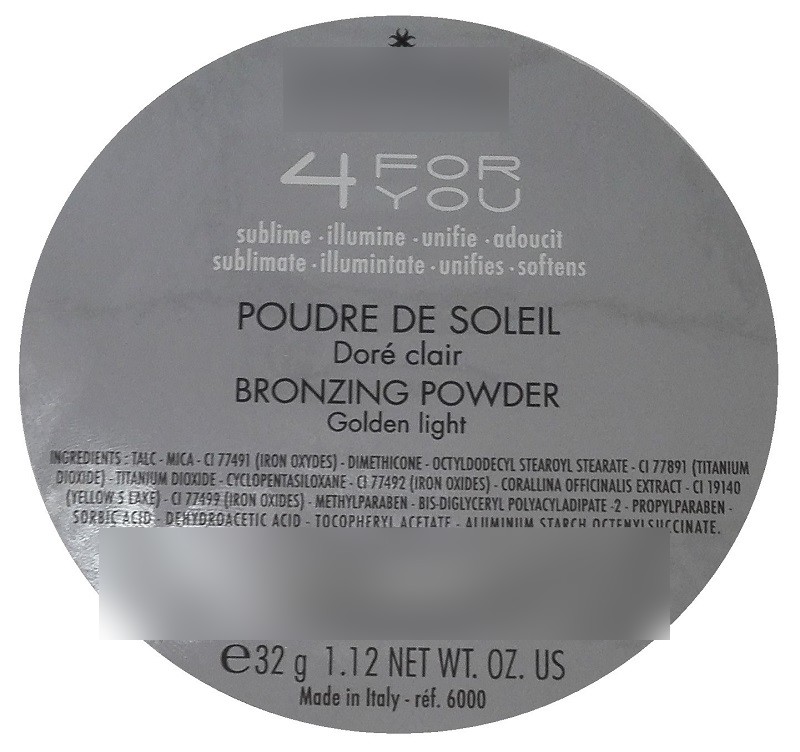 4 FOR
YOU
sublime · illumine · unifie · adoucit
sublimate · illumintate · unifies · softens
POUDRE DE SOLEIL
Doré clair
BRONZING POWDER
Golden light
INGREDIENTS : TALC - MICA - CI 77491 (IRON OXYDES) - DIMETHICONE - OCTYLDODECYL STEAROYL STEARATE - CI 77891 (TITANIUM
DIOXIDE) - TITANIUM DIOXIDE - CYCLOPENTASILOXANE - CI 77492 (IRON OXIDES) - CORALLINA OFFICINALIS EXTRACT - CI 19140
(YELLOW 5 LAKE) - CI 77499 (IRON OXIDES) - METHYLPARABEN - BIS-DIGLYCERYL POLYACYLADIPATE -2 - PROPYLPARABEN -
SORBIC ACID - DEHYDROACETIC ACID - TOCOPHERYL ACETATE - ALUMINUM STARCH OCTENYLSUCCINATE.
e 32 g 1.12 NET WT. OZ. US
Made in Italy - réf. 6000